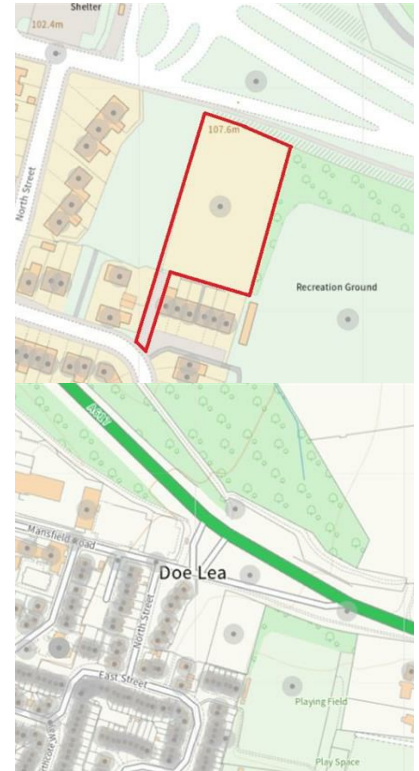 Shelter
102.4m
107.6m
North Street
Recreation Ground
A617
Mansfield Road
Doe Lea
North Street
East Street
Playing Field
Play Space